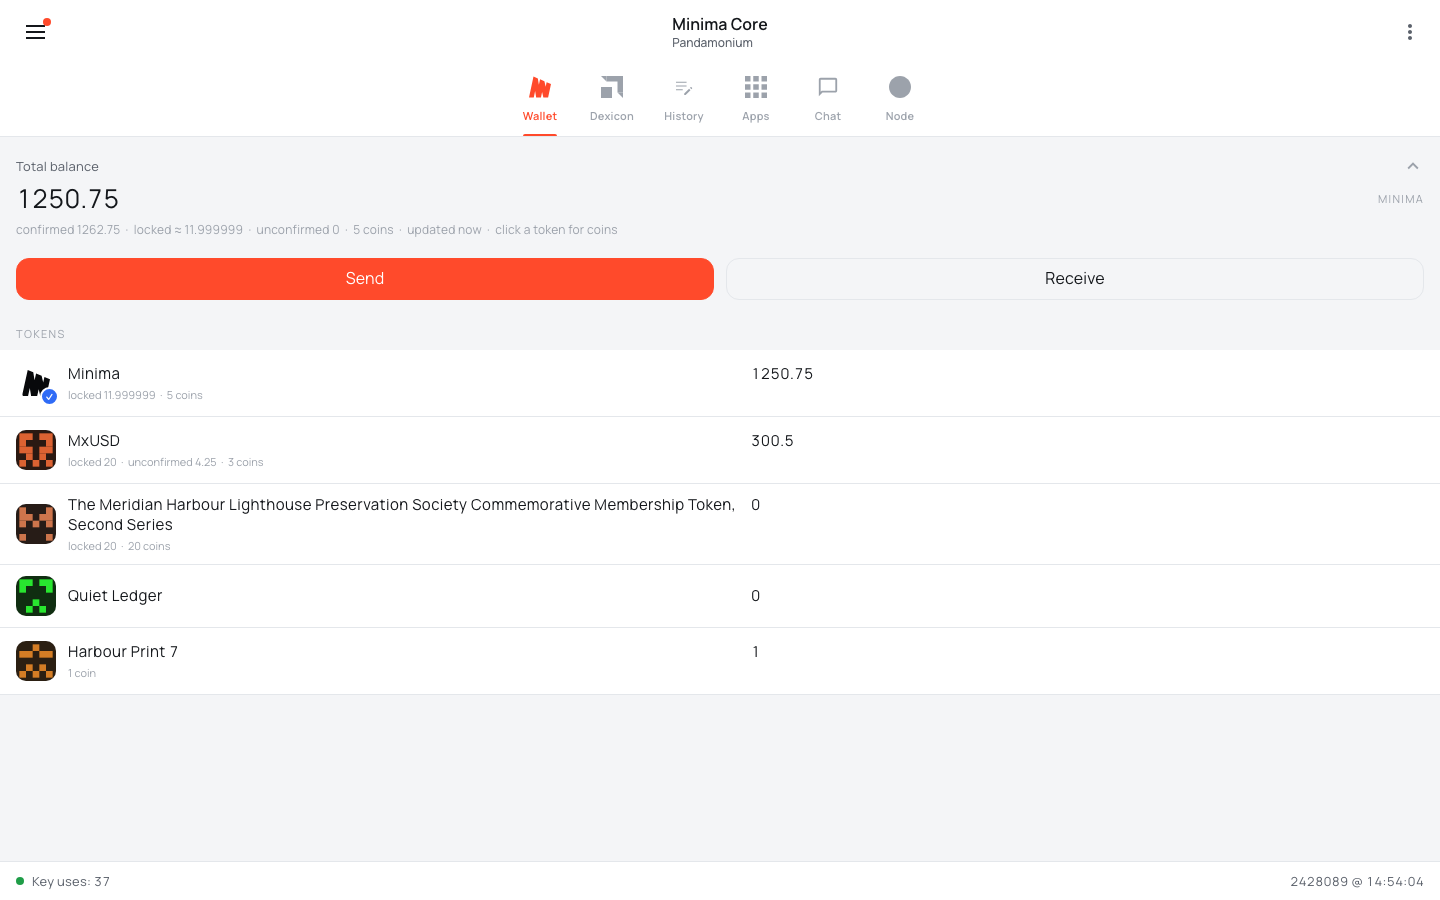 Minima Core
Pandamonium
Wallet
Dexicon
History
Apps
Chat
Node
Total balance
1250.75
MINIMA
confirmed 1262.75 · locked ≈ 11.999999 · unconfirmed 0 · 5 coins · updated now · click a token for coins
Send
Receive
TOKENS
Minima
1250.75
locked 11.999999 · 5 coins
MxUSD
300.5
locked 20 · unconfirmed 4.25 · 3 coins
The Meridian Harbour Lighthouse Preservation Society Commemorative Membership Token,
0
Second Series
locked 20 · 20 coins
Quiet Ledger
0
Harbour Print 7
1
1 coin
Key uses: 37
2428089 @ 14:54:04